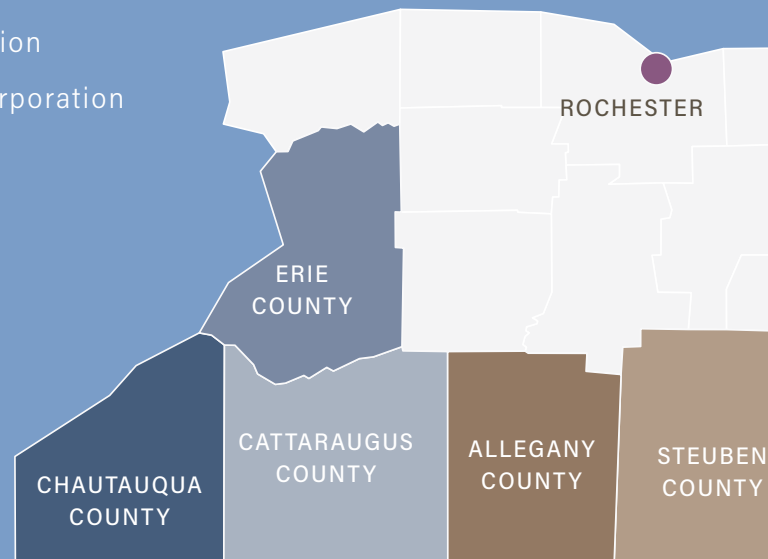 ion
rporation
ROCHESTER
ERIE
COUNTY
CATTARAUGUS
COUNTY
ALLEGANY
COUNTY
STEUBEN
COUNTY
CHAUTAUQUA
COUNTY